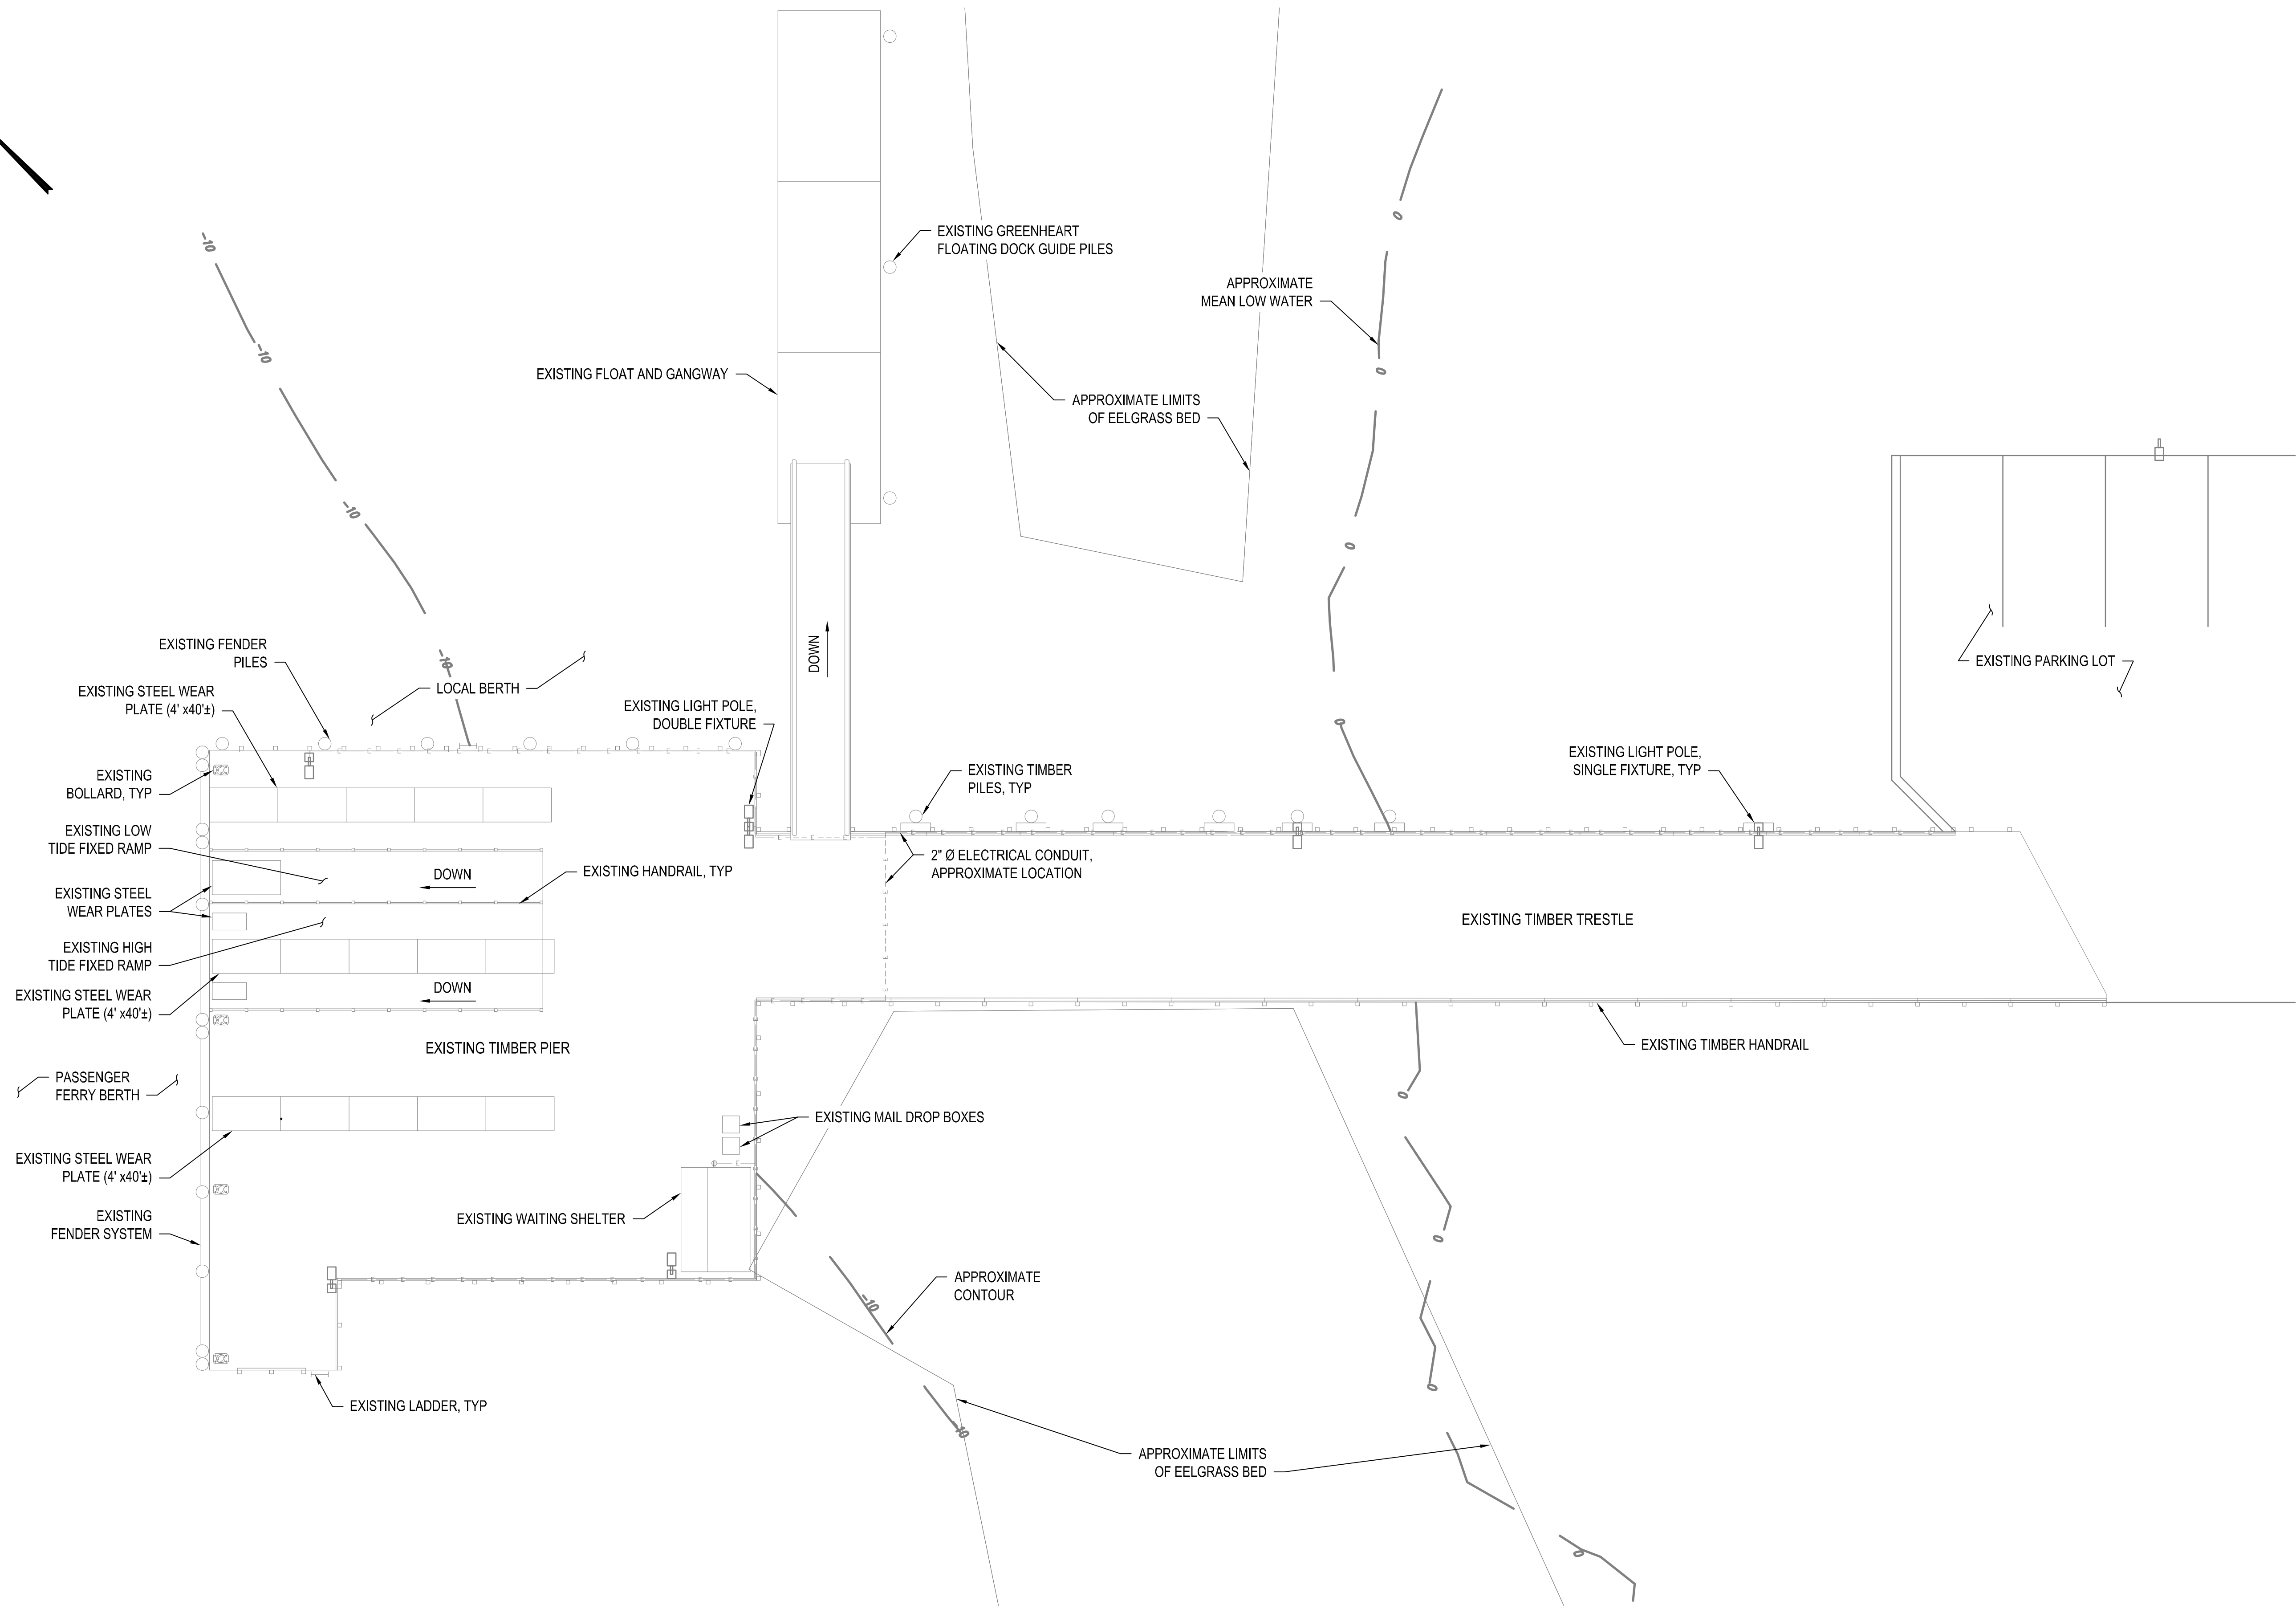 -10
EXISTING GREENHEART
FLOATING DOCK GUIDE PILES
0
APPROXIMATE
MEAN LOW WATER
-10
EXISTING FLOAT AND GANGWAY
0
APPROXIMATE LIMITS
OF EELGRASS BED
-10
0
EXISTING FENDER
PILES
-10
DOWN
LOCAL BERTH
EXISTING PARKING LOT
EXISTING STEEL WEAR
PLATE (4' x40'±)
EXISTING LIGHT POLE,
DOUBLE FIXTURE
0
EXISTING
BOLLARD, TYP
EXISTING TIMBER
PILES, TYP
EXISTING LIGHT POLE,
SINGLE FIXTURE, TYP
EXISTING LOW
TIDE FIXED RAMP
DOWN
EXISTING HANDRAIL, TYP
2" Ø ELECTRICAL CONDUIT,
APPROXIMATE LOCATION
EXISTING STEEL
WEAR PLATES
EXISTING TIMBER TRESTLE
EXISTING HIGH
TIDE FIXED RAMP
DOWN
EXISTING STEEL WEAR
PLATE (4' x40'±)
EXISTING TIMBER PIER
EXISTING TIMBER HANDRAIL
PASSENGER
FERRY BERTH
0
EXISTING MAIL DROP BOXES
EXISTING STEEL WEAR
PLATE (4' x40'±)
EXISTING
FENDER SYSTEM
EXISTING WAITING SHELTER
0
APPROXIMATE
CONTOUR
-10
0
EXISTING LADDER, TYP
-10
APPROXIMATE LIMITS
OF EELGRASS BED
0